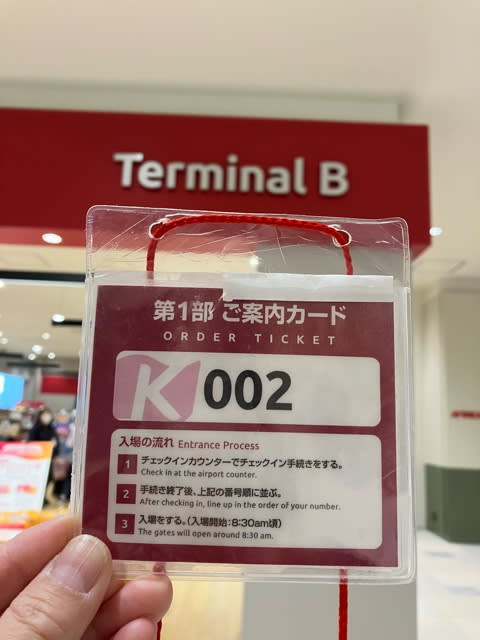 Terminal B
第1部 ご案内カード
ORDER TICKET
K 002
入場の流れ Entrance Process
1 チェックインカウンターでチェックイン手続きをする。
Check in at the airport counter.
2 手続き終了後、上記の番号順に並ぶ。
After checking in, line up in the order of your number.
3 入場をする。(入場開始:8:30am頃)
The gates will open around 8:30 am.